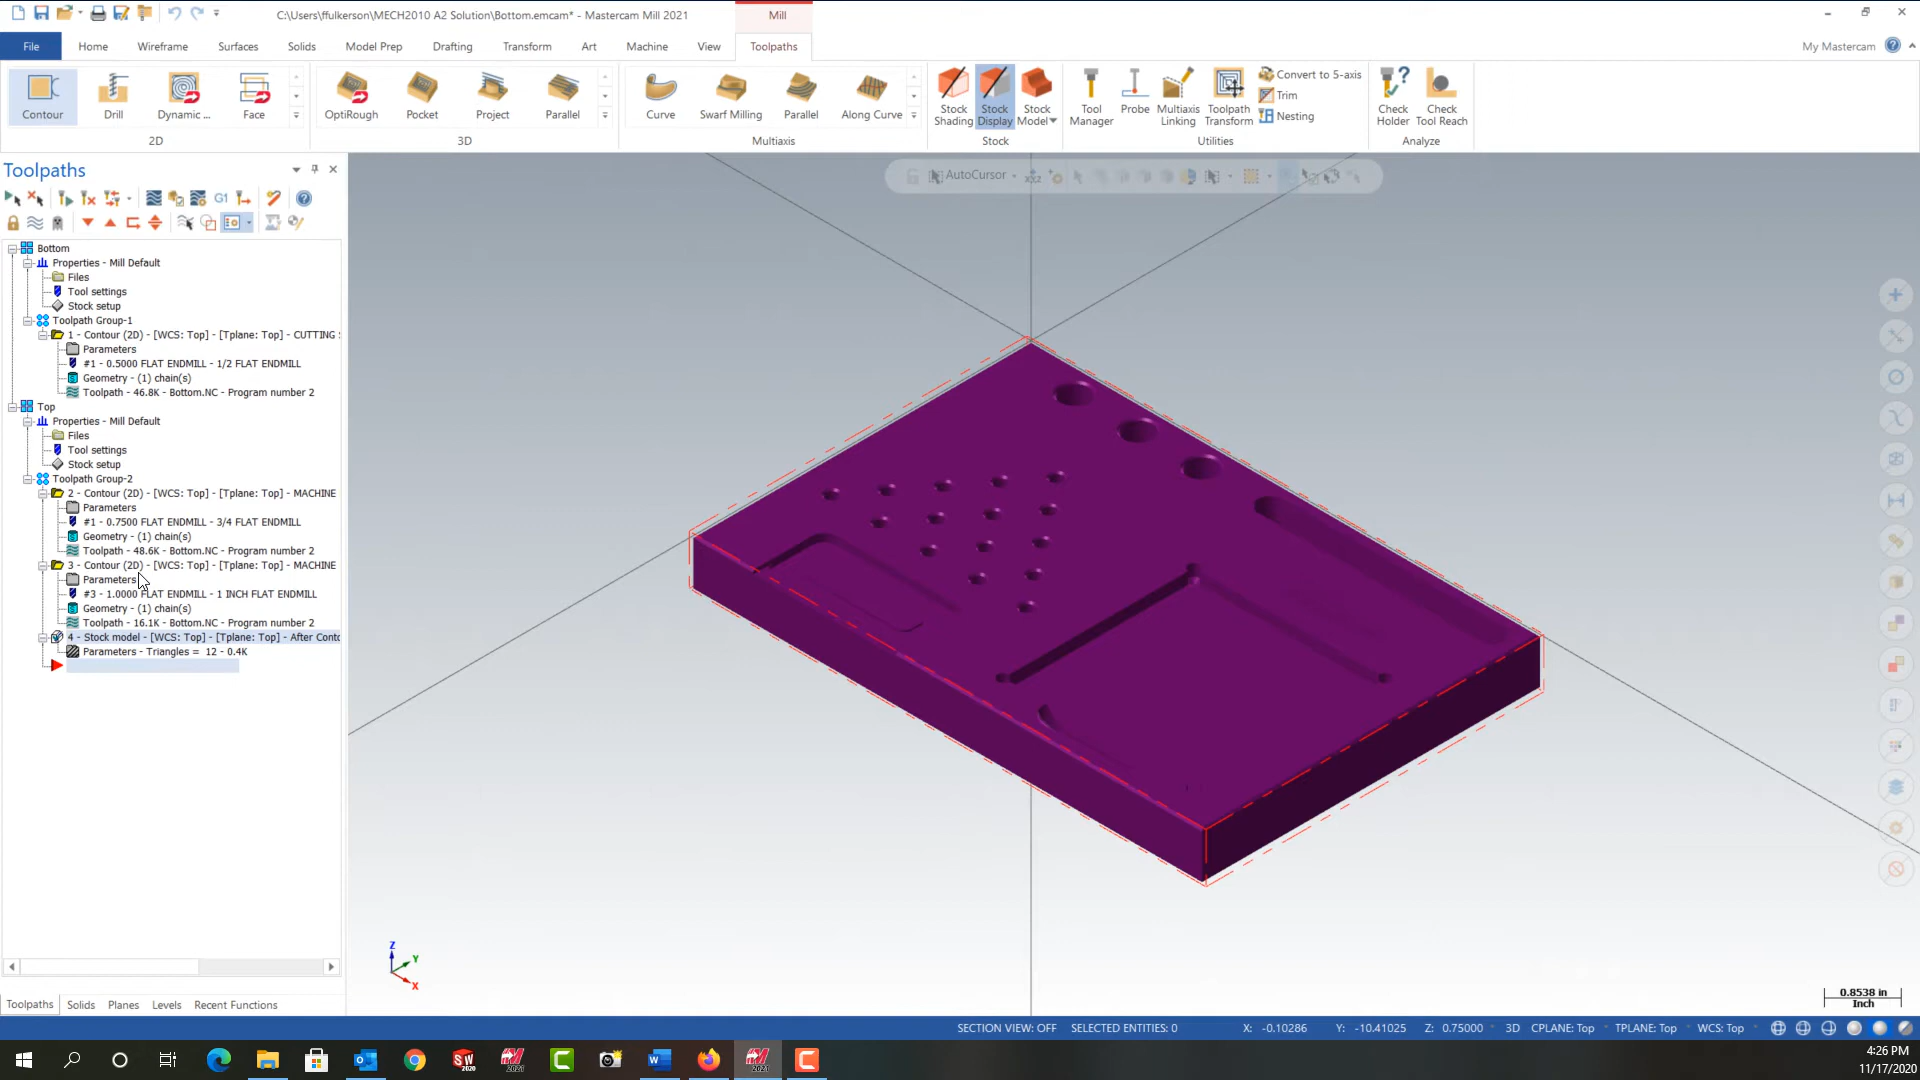 C:\Users\ffulkerson\MECH2010 A2 Solution\Bottom.emcam* - Mastercam Mill 2021
Mill
File
Home
Wireframe
Surfaces
Solids
Model Prep
Drafting
Transform
Art
Machine
View
Toolpaths
My Mastercam
Contour
Drill
Dynamic ...
Face
OptiRough
Pocket
Project
Parallel
Curve
Swarf Milling
Parallel
Along Curve
Stock Shading
Stock Display
Stock Model
Tool Manager
Probe
Multiaxis Linking
Toolpath Transform
Convert to 5-axis
Trim
Nesting
Check Holder
Check Tool Reach
2D
3D
Multiaxis
Stock
Utilities
Analyze
Toolpaths
AutoCursor
G1
Bottom
Properties - Mill Default
Files
Tool settings
Stock setup
Toolpath Group-1
1 - Contour (2D) - [WCS: Top] - [Tplane: Top] - CUTTING
Parameters
#1 - 0.5000 FLAT ENDMILL - 1/2 FLAT ENDMILL
Geometry - (1) chain(s)
Toolpath - 46.8K - Bottom.NC - Program number 2
Top
Properties - Mill Default
Files
Tool settings
Stock setup
Toolpath Group-2
2 - Contour (2D) - [WCS: Top] - [Tplane: Top] - MACHINE
Parameters
#1 - 0.7500 FLAT ENDMILL - 3/4 FLAT ENDMILL
Geometry - (1) chain(s)
Toolpath - 48.6K - Bottom.NC - Program number 2
3 - Contour (2D) - [WCS: Top] - [Tplane: Top] - MACHINE
Parameters
#3 - 1.0000 FLAT ENDMILL - 1 INCH FLAT ENDMILL
Geometry - (1) chain(s)
Toolpath - 16.1K - Bottom.NC - Program number 2
4 - Stock model - [WCS: Top] - [Tplane: Top] - After Conto
Parameters - Triangles = 12 - 0.4K
Z
Y
X
0.8538 in
Inch
Toolpaths
Solids
Planes
Levels
Recent Functions
SECTION VIEW: OFF
SELECTED ENTITIES: 0
X: -0.10286
Y: -10.41025
Z: 0.75000
3D
CPLANE: Top
TPLANE: Top
WCS: Top
4:26 PM
11/17/2020